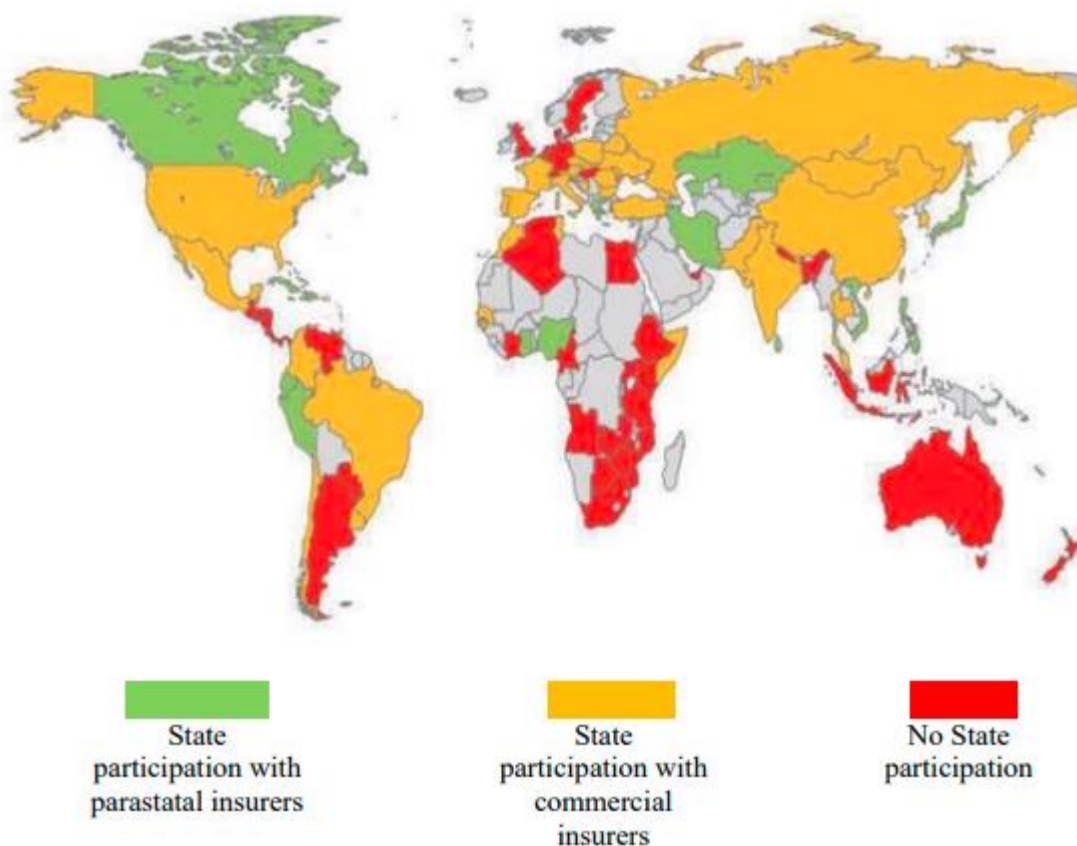 State
participation with
parastatal insurers
State
participation with
commercial
insurers
No State
participation